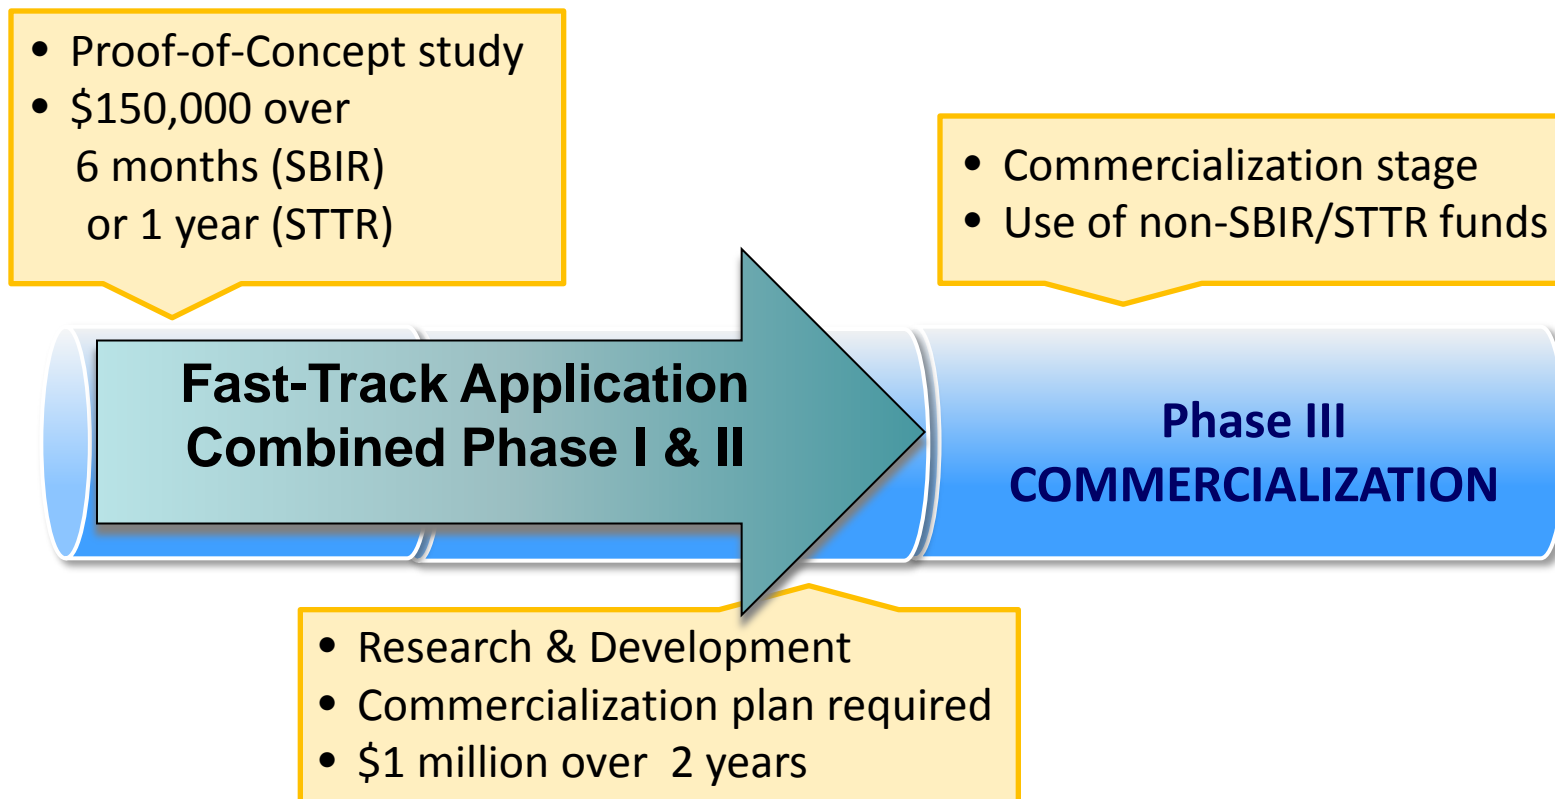 • Proof-of-Concept study
• $150,000 over
6 months (SBIR)
or 1 year (STTR)
• Commercialization stage
• Use of non-SBIR/STTR funds
Fast-Track Application
Combined Phase I & II
Phase III
COMMERCIALIZATION
• Research & Development
• Commercialization plan required
• $1 million over 2 years